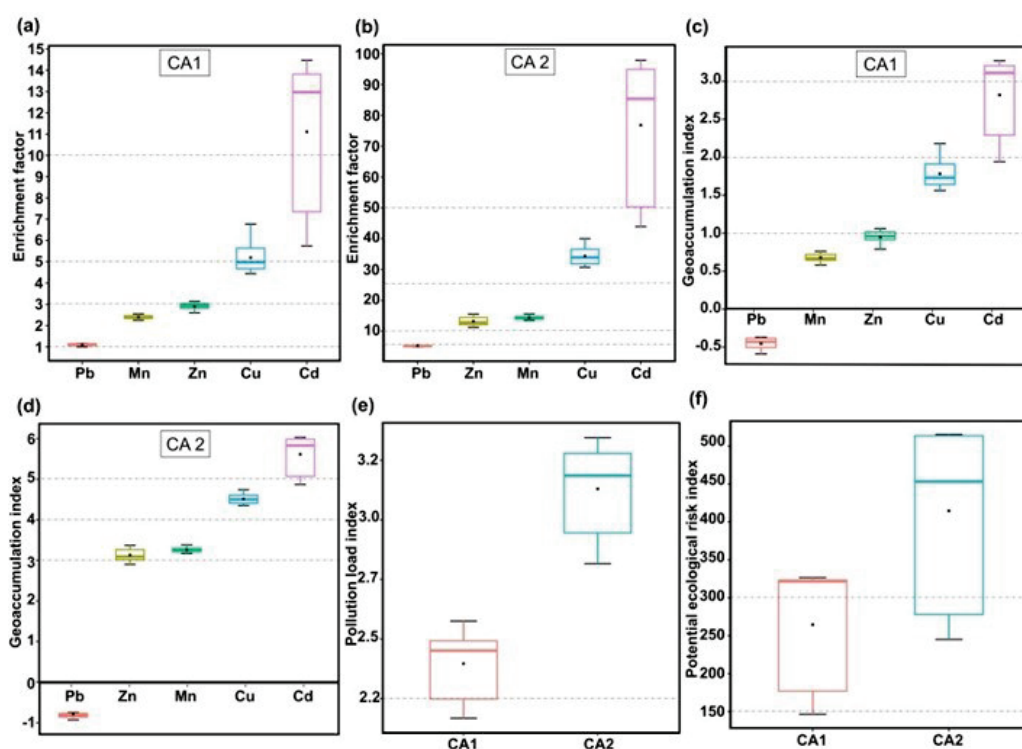 (a)
CA1
Enrichment factor
15
14
13
12
11
10
9
8
7
6
5
4
3
2
1
Pb Mn Zn Cu Cd
(b)
CA 2
Enrichment factor
100
90
80
70
60
50
40
30
20
10
Pb Zn Mn Cu Cd
(c)
CA1
Geoaccumulation index
3.0
2.0
1.0
0.5
0.0
-0.5
Pb Mn Zn Cu Cd
(d)
CA 2
Geoaccumulation index
6
5
4
3
2
1
0
-1
Pb Zn Mn Cu Cd
(e)
Pollution load index
3.2
3.0
2.7
2.5
2.2
CA1 CA2
(f)
Potential ecological risk index
500
450
400
350
300
250
200
150
CA1 CA2